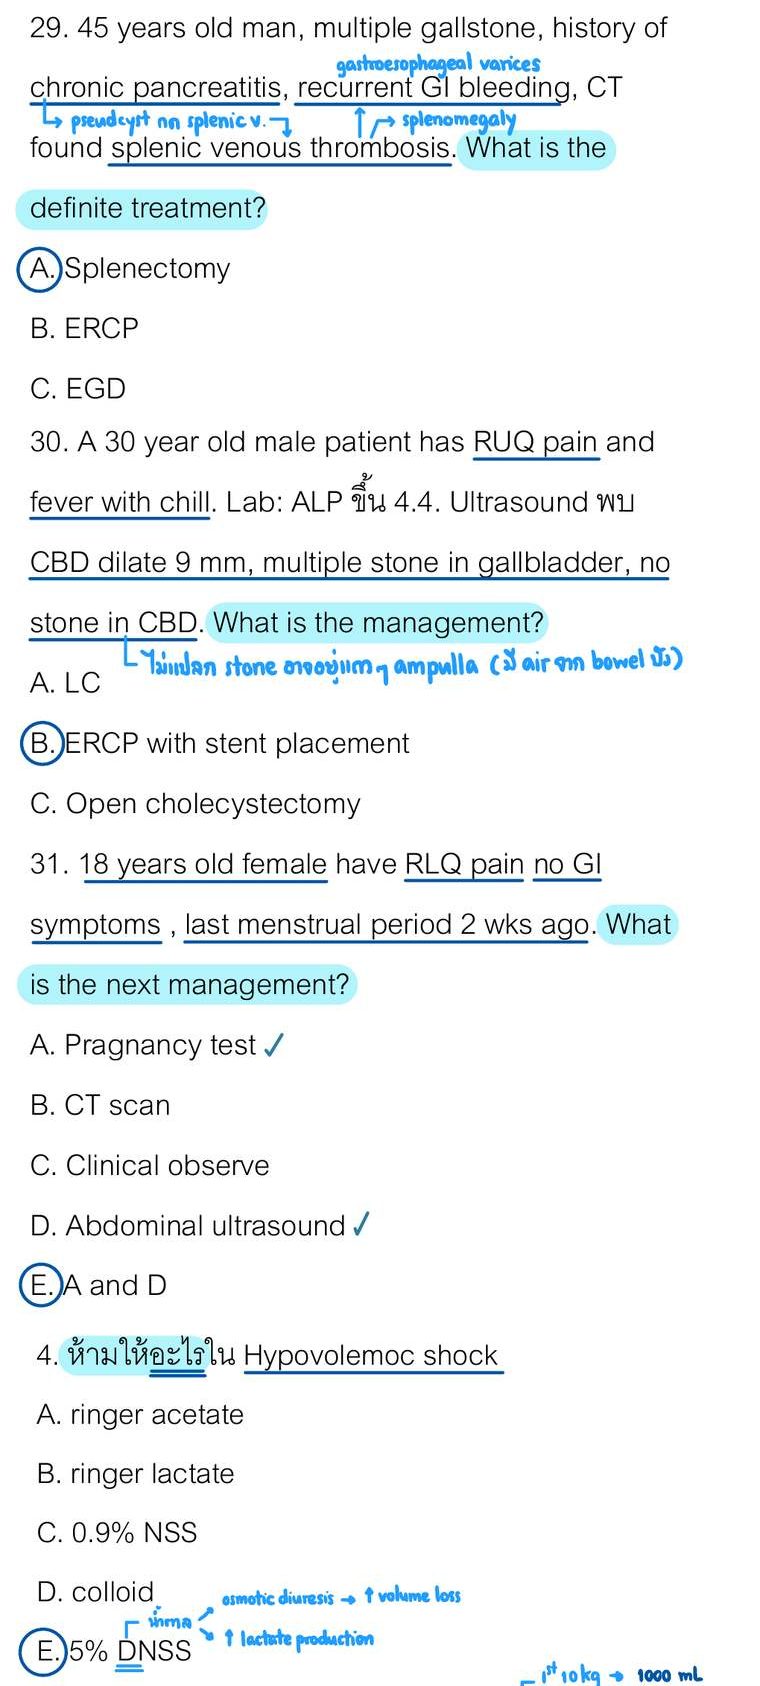 29. 45 years old man, multiple gallstone, history of
gastroesophageal varices
chronic pancreatitis, recurrent GI bleeding, CT
↳ pseudcyst กด splenic v. ↴ ↑ ↱ splenomegaly
found splenic venous thrombosis. What is the
definite treatment?
A. Splenectomy
B. ERCP
C. EGD
30. A 30 year old male patient has RUQ pain and
fever with chill. Lab: ALP ขึ้น 4.4. Ultrasound พบ
CBD dilate 9 mm, multiple stone in gallbladder, no
stone in CBD. What is the management?
ไม่แปลก stone อาจอยู่แถวๆ ampulla (มี air จาก bowel บัง)
A. LC
B. ERCP with stent placement
C. Open cholecystectomy
31. 18 years old female have RLQ pain no GI
symptoms , last menstrual period 2 wks ago. What
is the next management?
A. Pragnancy test ✓
B. CT scan
C. Clinical observe
D. Abdominal ultrasound ✓
E. A and D
4. ห้ามให้อะไรใน Hypovolemoc shock
A. ringer acetate
B. ringer lactate
C. 0.9% NSS
D. colloid
osmotic diuresis → ↑ volume loss
น้ำตาล
↑ lactate production
E. 5% DNSS
1st 10 kg → 1000 mL